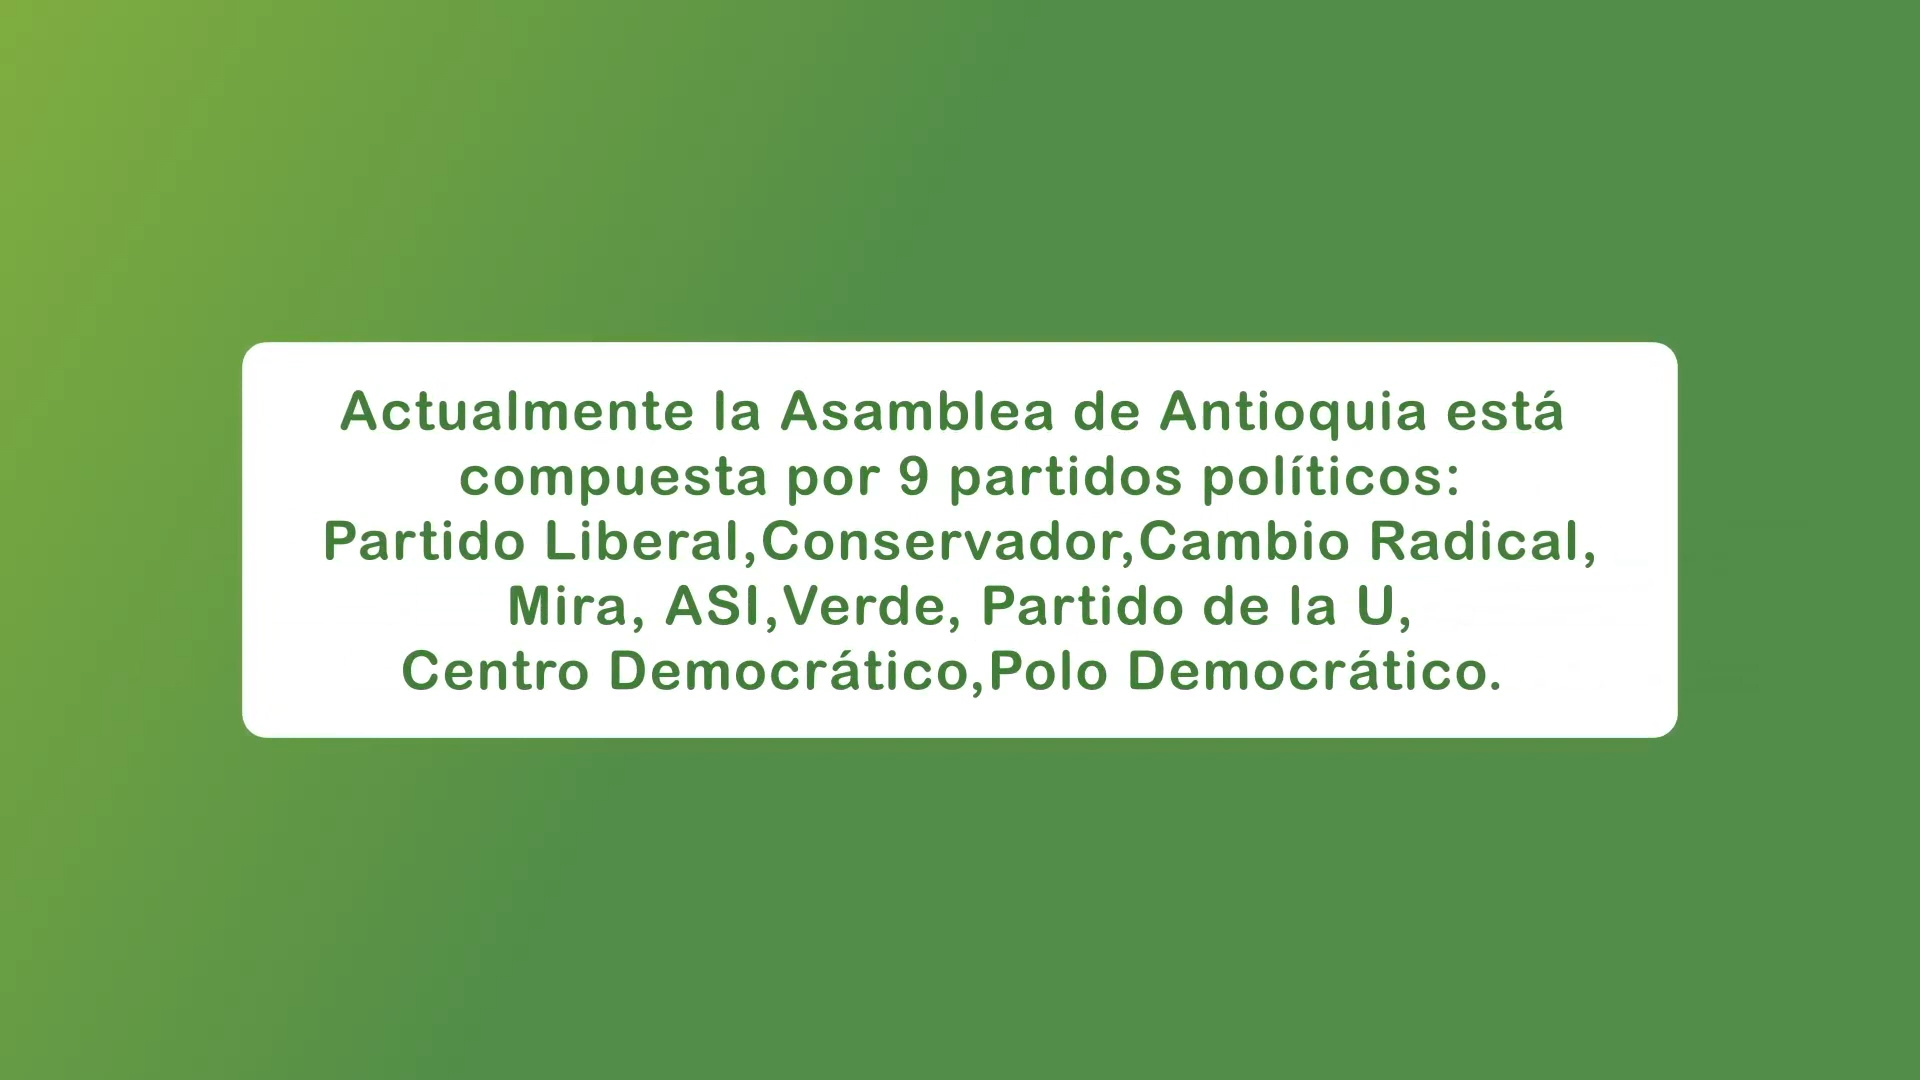 Actualmente la Asamblea de Antioquia está
compuesta por 9 partidos políticos:
Partido Liberal,Conservador,Cambio Radical,
Mira, ASI,Verde, Partido de la U,
Centro Democrático,Polo Democrático.